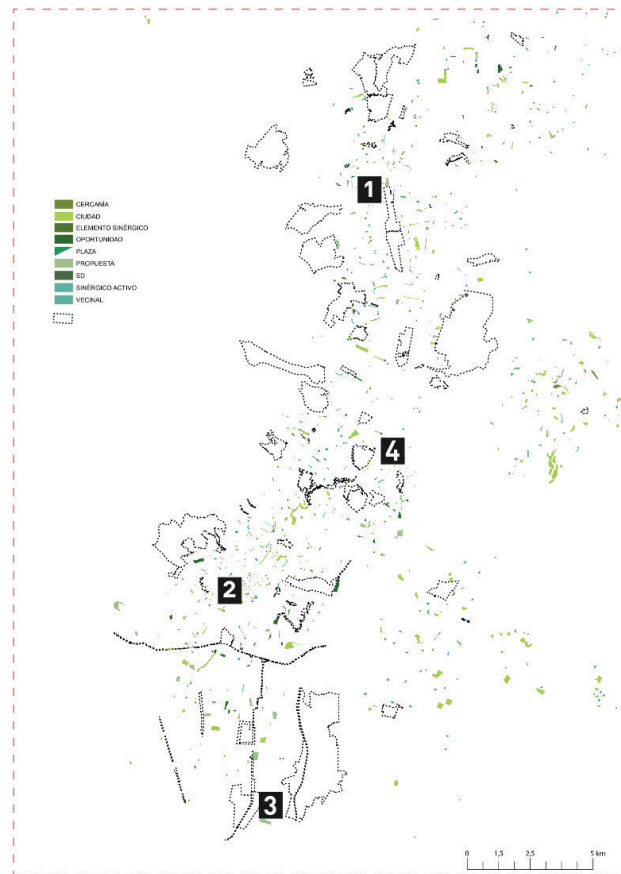 1
CERCANÍA
CIUDAD
ELEMENTO SINÉRGICO
OPORTUNIDAD
PLAZA
PROPUESTA
SD
SINÉRGICO ACTIVO
VECINAL
4
2
3
0 1,5 2,5 5 km